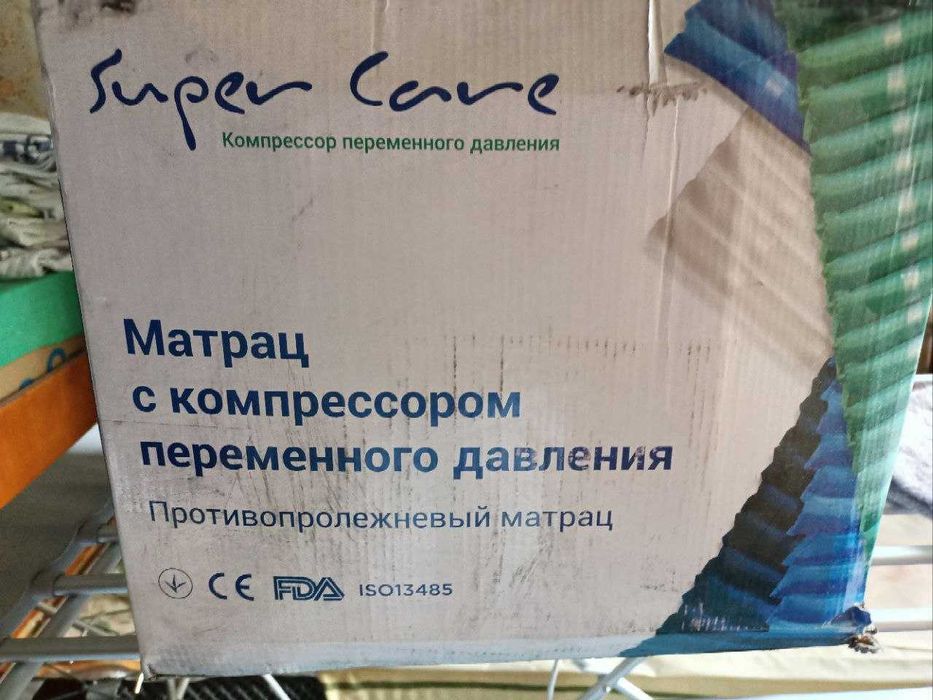 Super Care
Компрессор переменного давления
Матрац
с компрессором
переменного давления
Противопролежневый матрац
CE FDA ISO13485